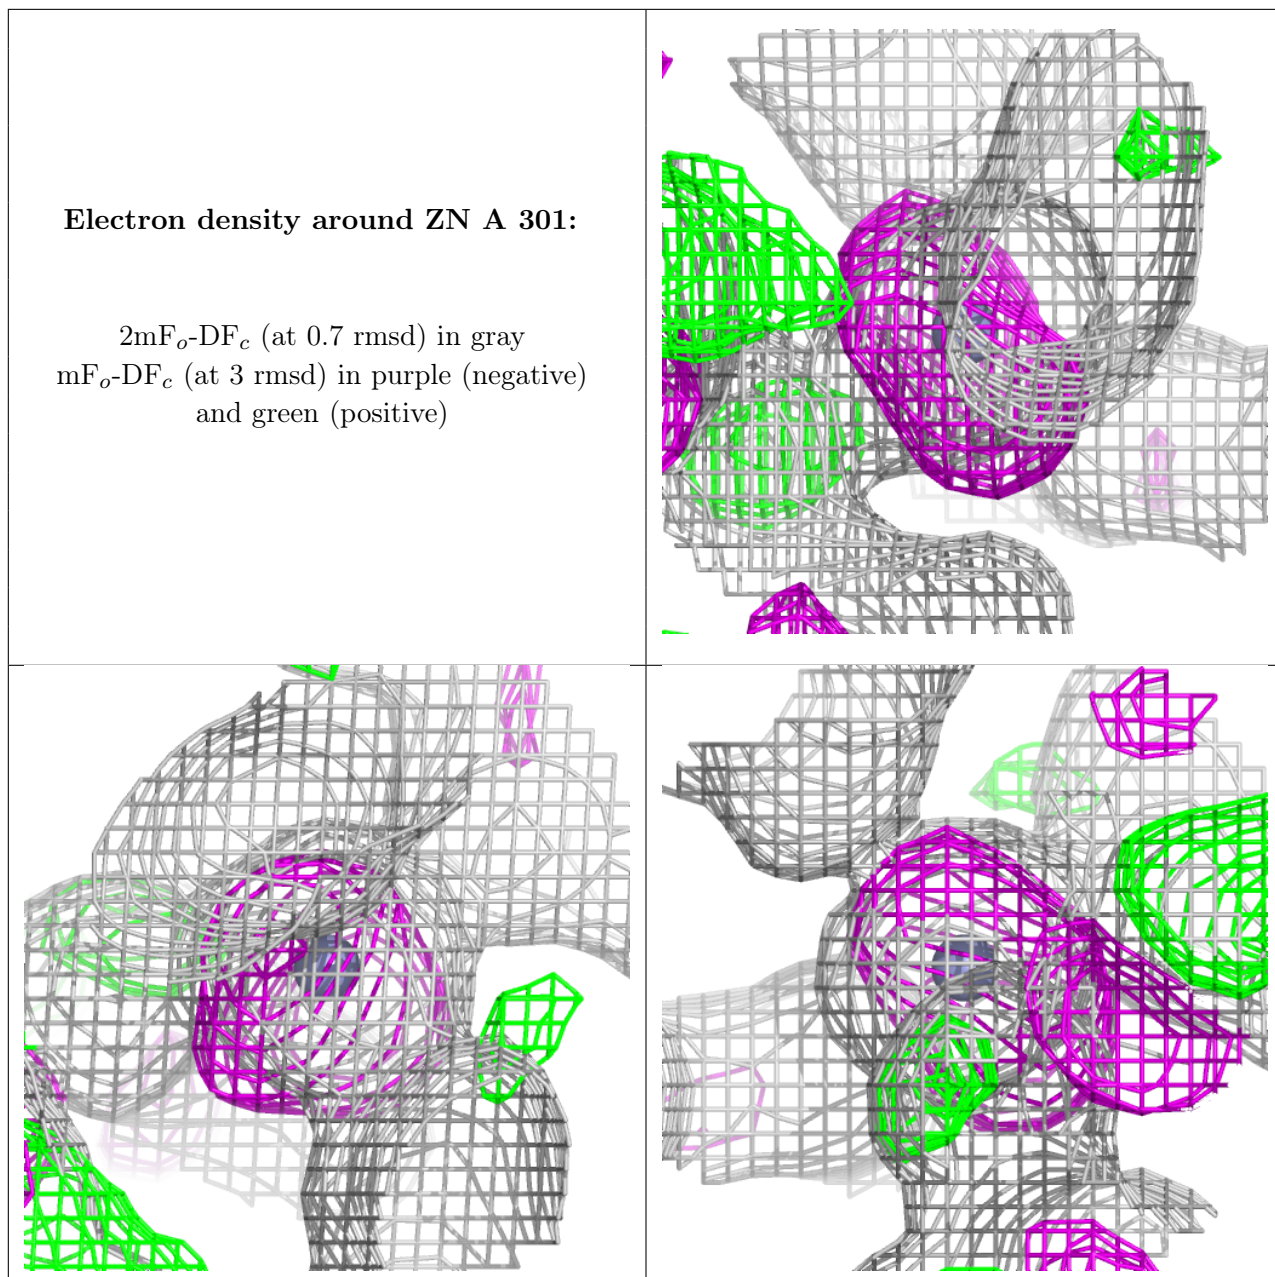 Electron density around ZN A 301:
2mFo-DFc (at 0.7 rmsd) in gray
mFo-DFc (at 3 rmsd) in purple (negative)
and green (positive)